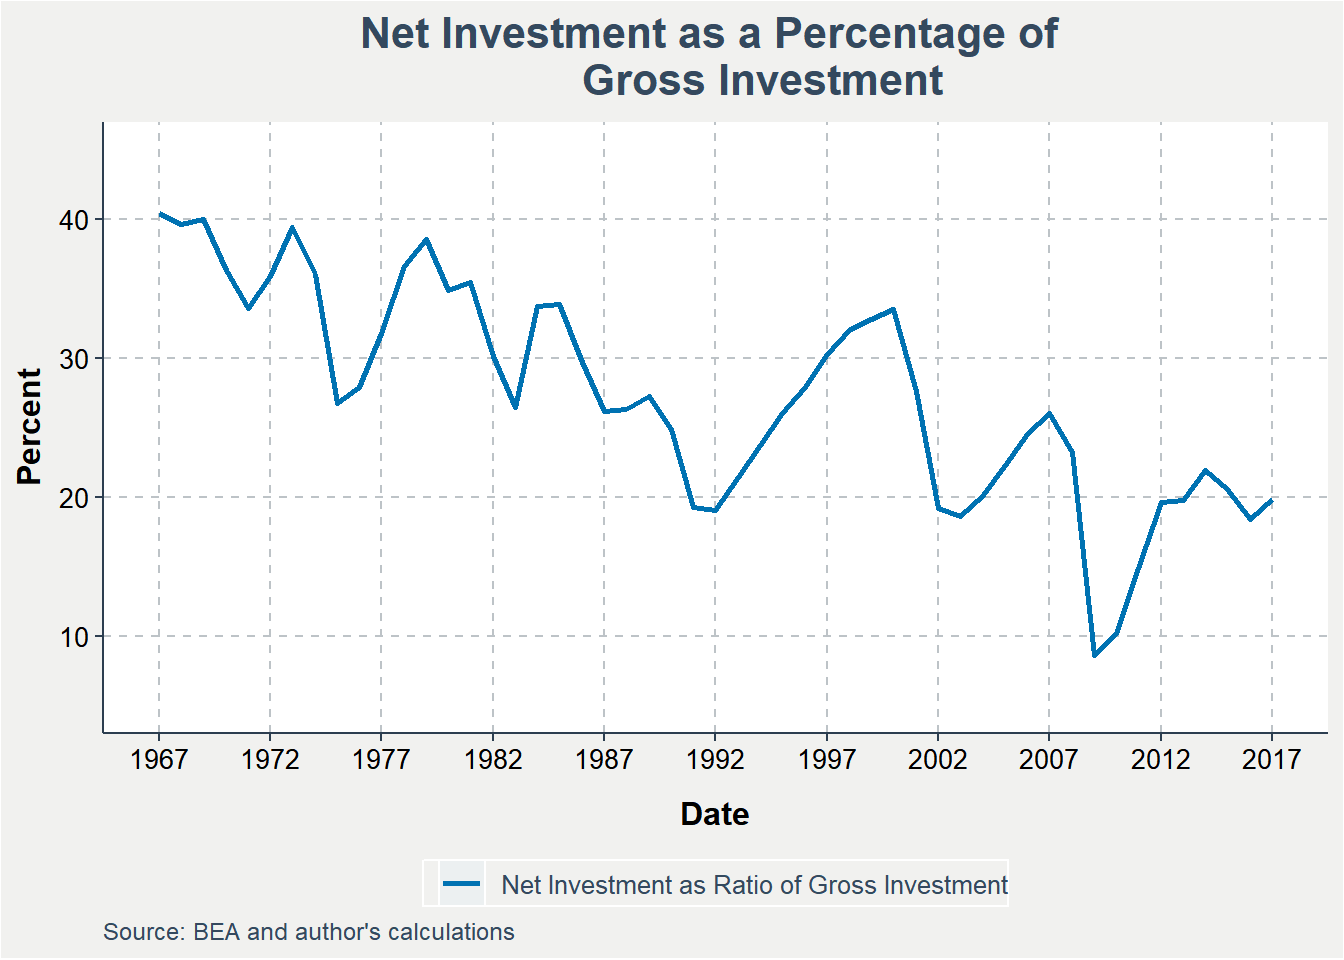 Net Investment as a Percentage of
Gross Investment
Percent
40
30
20
10
1967 1972 1977 1982 1987 1992 1997 2002 2007 2012 2017
Date
Net Investment as Ratio of Gross Investment
Source: BEA and author's calculations